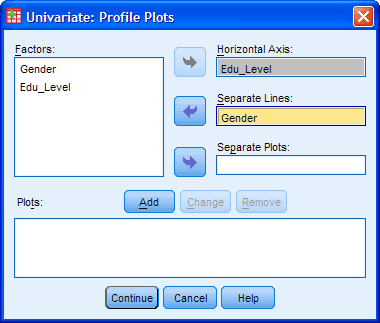 Univariate: Profile Plots
Factors:
Gender
Edu_Level
Horizontal Axis:
Edu_Level
Separate Lines:
Gender
Separate Plots:
Plots:
Add
Change
Remove
Continue
Cancel
Help